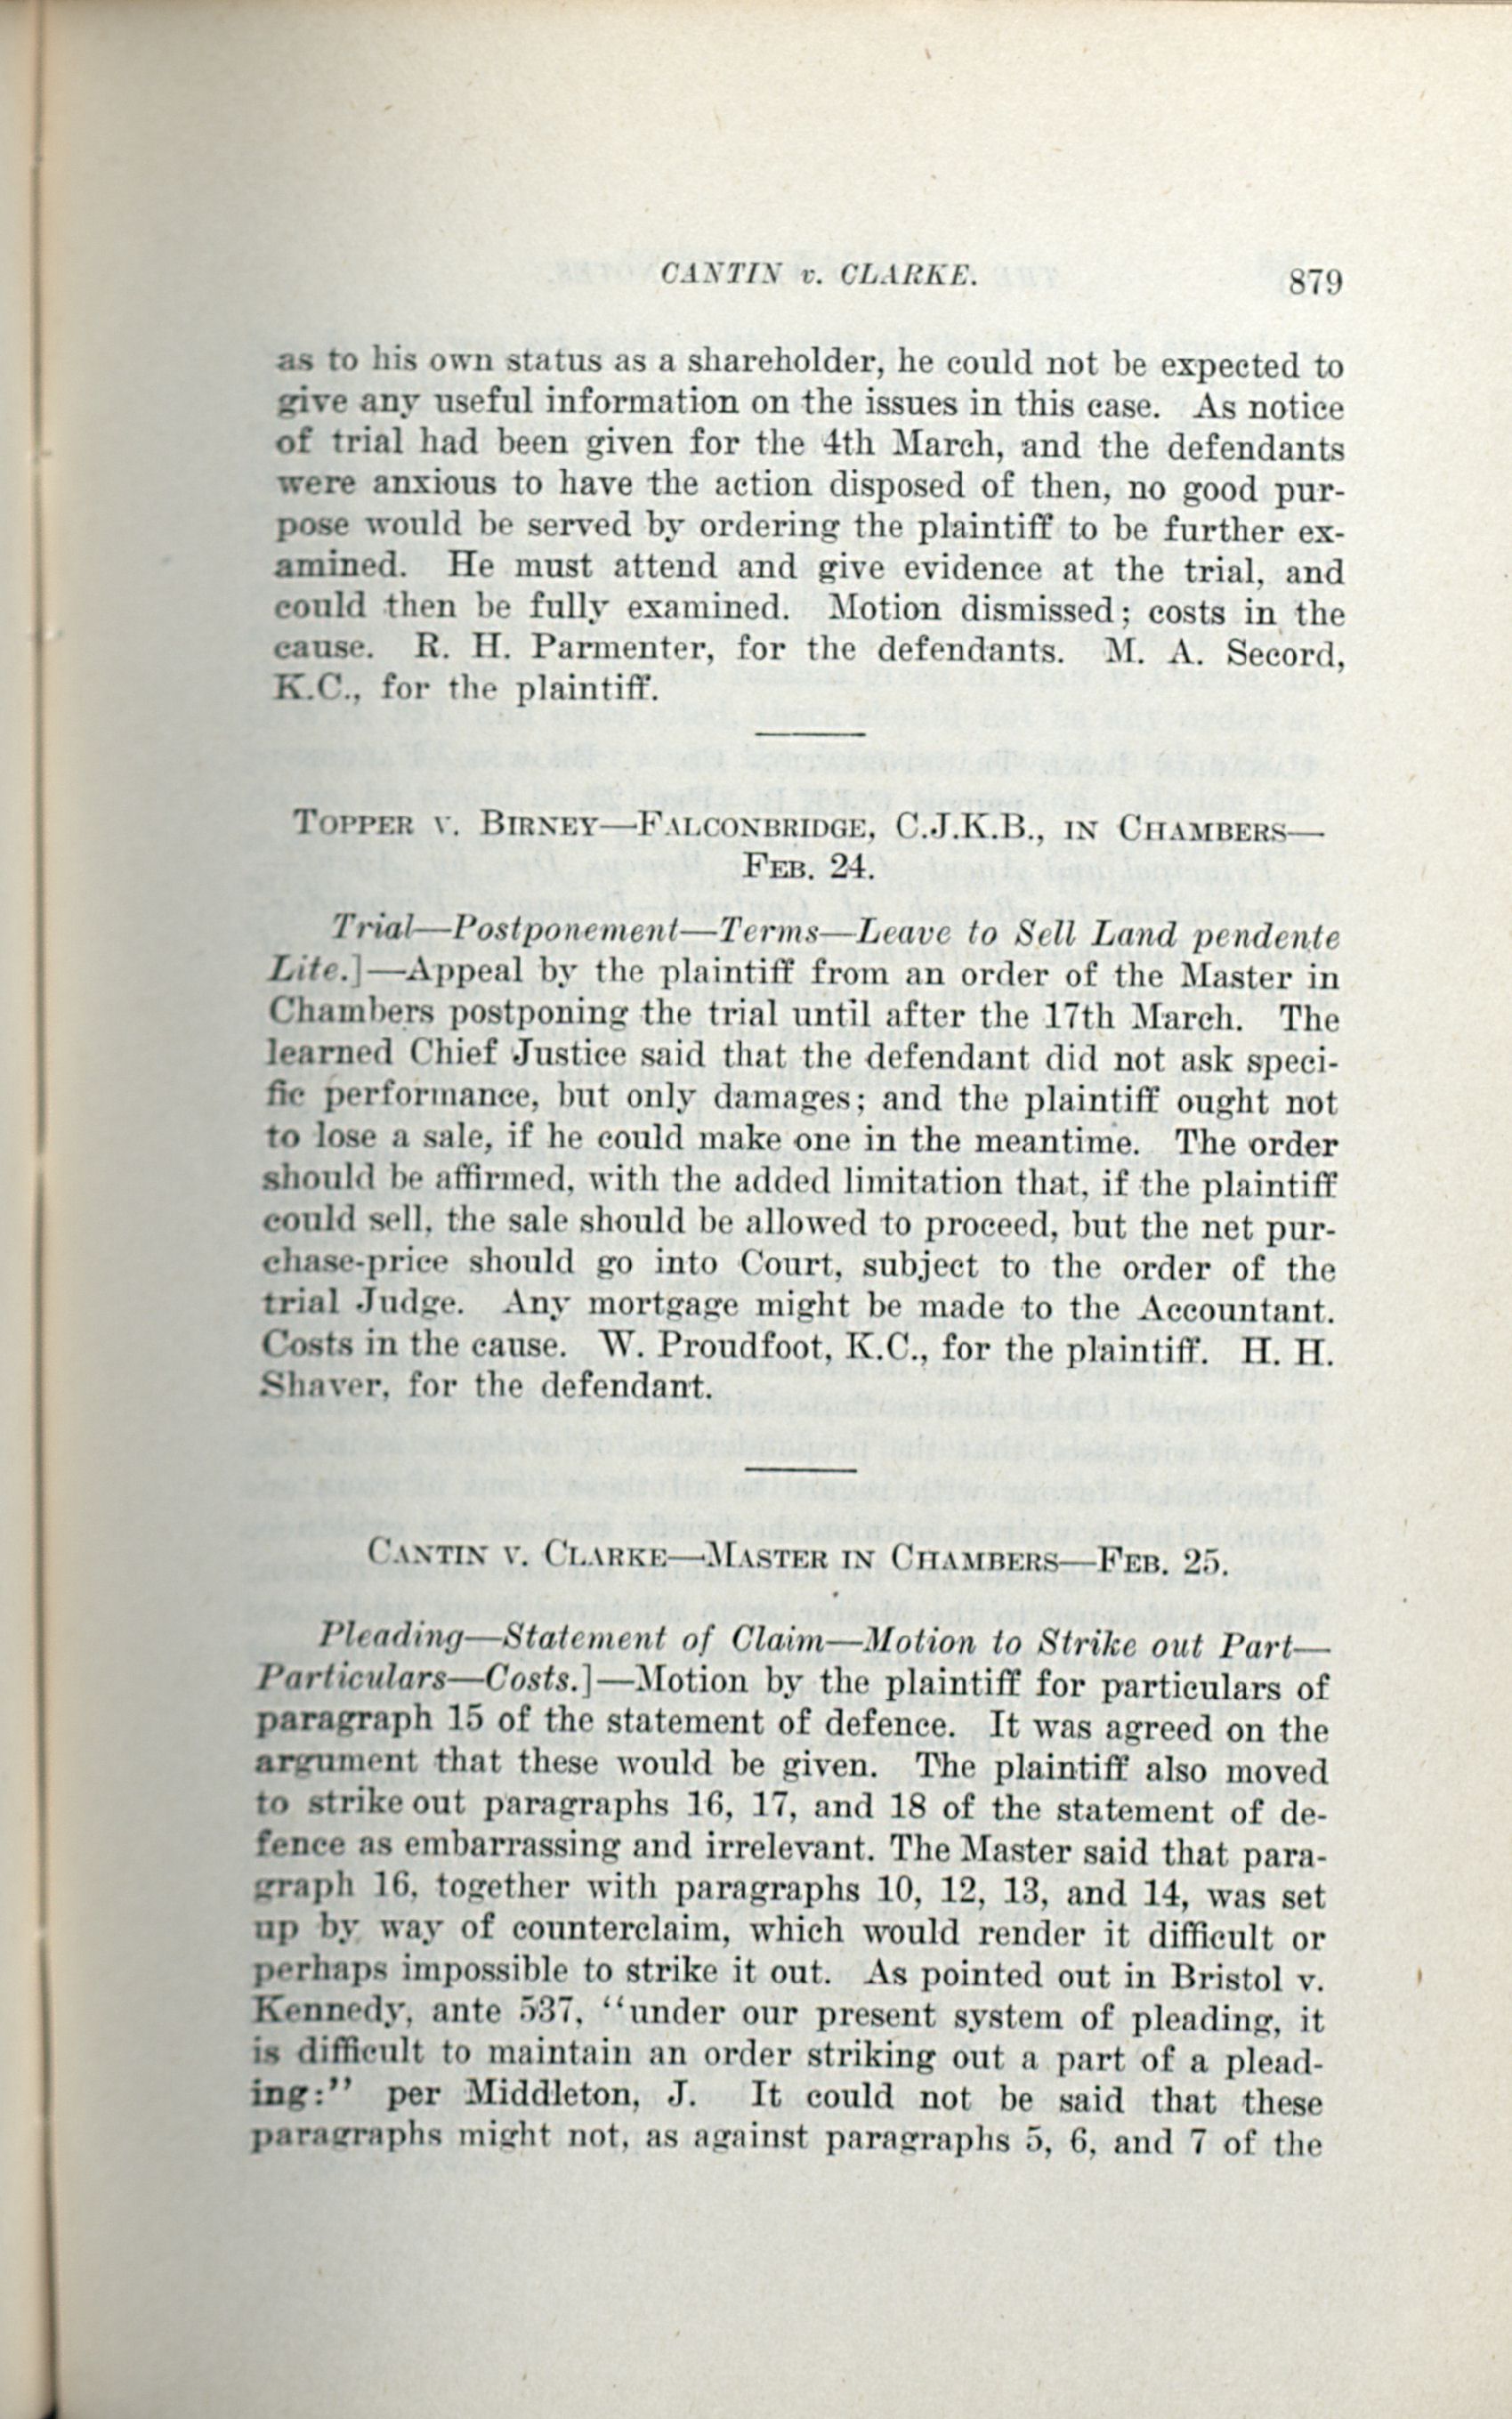 CANTIN v. CLARKE. 879
as to his own status as a shareholder, he could not be expected to
give any useful information on the issues in this case. As notice
of trial had been given for the 4th March, and the defendants
were anxious to have the action disposed of then, no good pur-
pose would be served by ordering the plaintiff to be further ex-
amined. He must attend and give evidence at the trial, and
could then be fully examined. Motion dismissed; costs in the
cause. R. H. Parmenter, for the defendants. M. A. Secord,
K.C., for the plaintiff.
TOPPER V. BIRNEY—FALCONBRIDGE, C.J.K.B., IN CHAMBERS—
FEB. 24.
Trial—Postponement—Terms—Leave to Sell Land pendente
Lite.]—Appeal by the plaintiff from an order of the Master in
Chambers postponing the trial until after the 17th March. The
learned Chief Justice said that the defendant did not ask speci-
fic performance, but only damages; and the plaintiff ought not
to lose a sale, if he could make one in the meantime. The order
should be affirmed, with the added limitation that, if the plaintiff
could sell, the sale should be allowed to proceed, but the net pur-
chase-price should go into Court, subject to the order of the
trial Judge. Any mortgage might be made to the Accountant.
Costs in the cause. W. Proudfoot, K.C., for the plaintiff. H. H.
Shaver, for the defendant.
CANTIN V. CLARKE—MASTER IN CHAMBERS—FEB. 25.
Pleading—Statement of Claim—Motion to Strike out Part—
Particulars—Costs.]—Motion by the plaintiff for particulars of
paragraph 15 of the statement of defence. It was agreed on the
argument that these would be given. The plaintiff also moved
to strike out paragraphs 16, 17, and 18 of the statement of de-
fence as embarrassing and irrelevant. The Master said that para-
graph 16, together with paragraphs 10, 12, 13, and 14, was set
up by way of counterclaim, which would render it difficult or
perhaps impossible to strike it out. As pointed out in Bristol v.
Kennedy, ante 537, "under our present system of pleading, it
is difficult to maintain an order striking out a part of a plead-
ing:" per Middleton, J. It could not be said that these
paragraphs might not, as against paragraphs 5, 6, and 7 of the